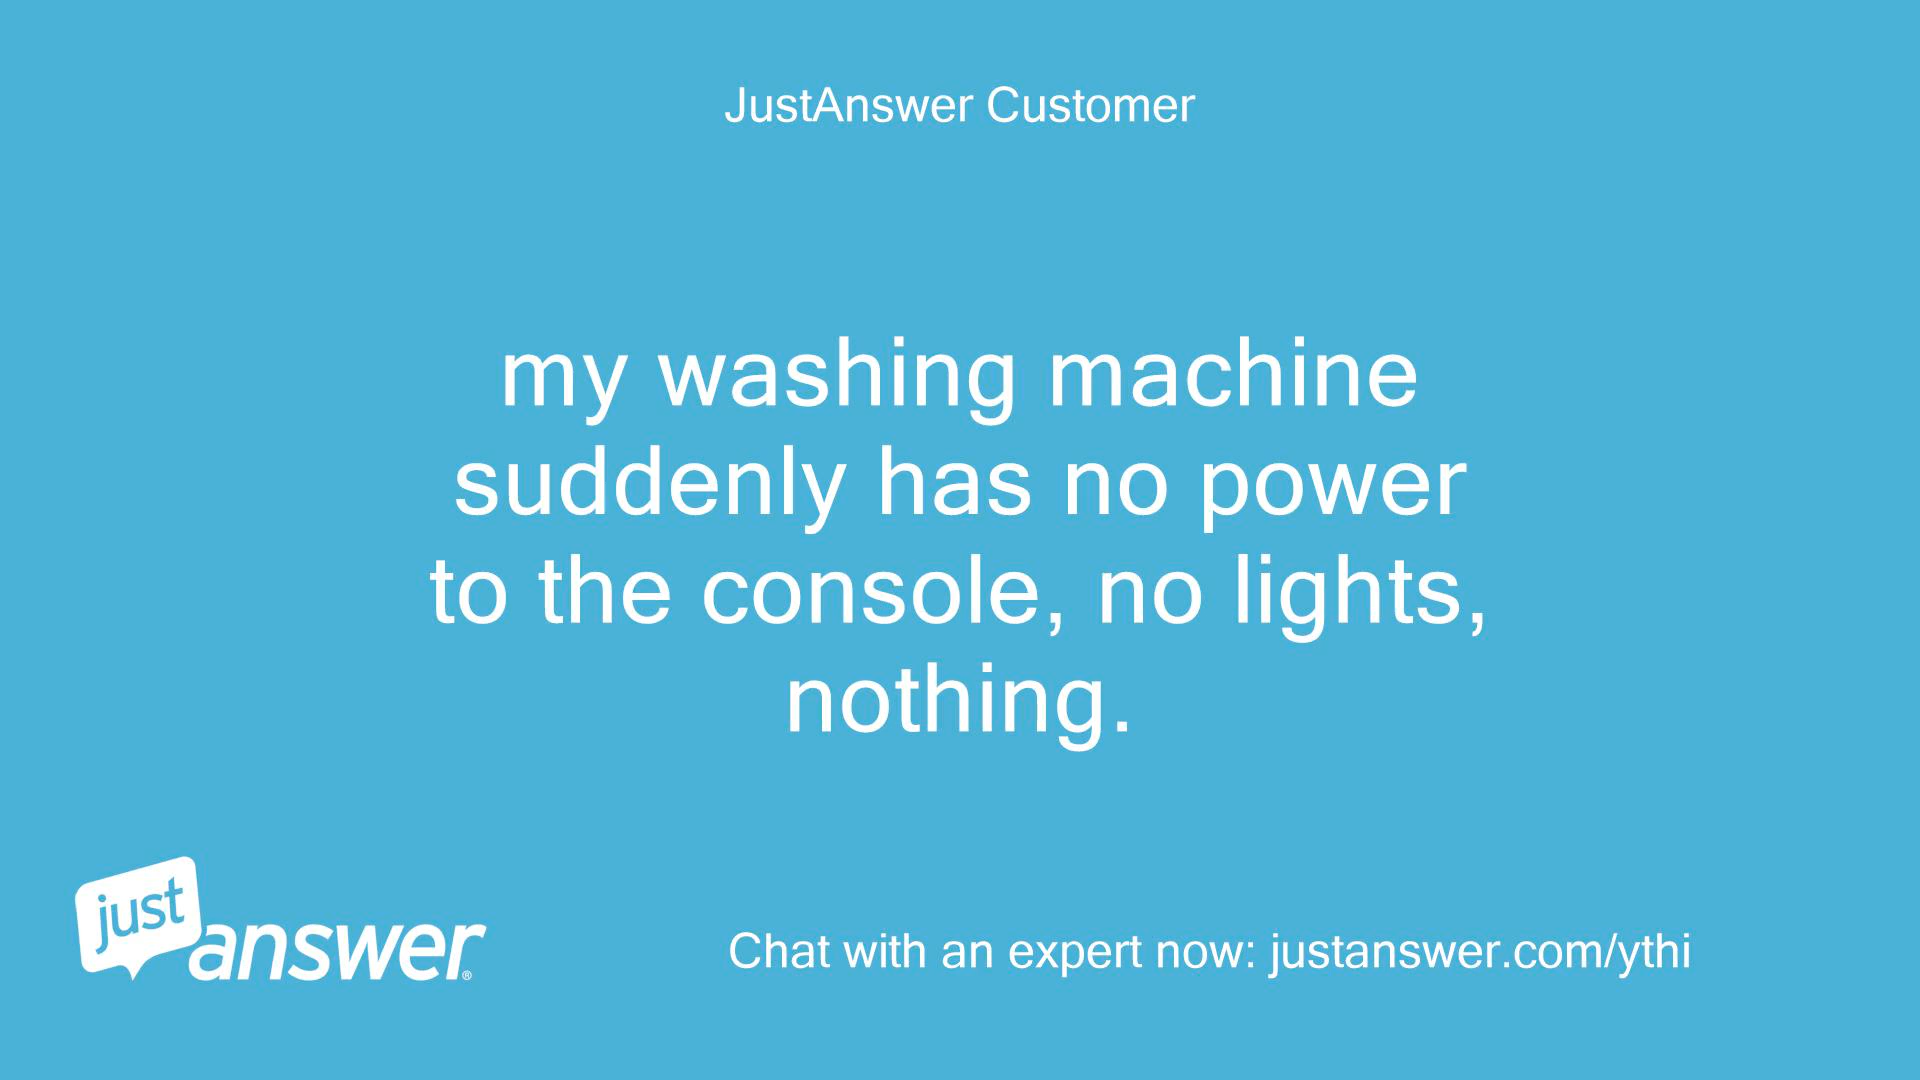 JustAnswer Customer
my washing machine
suddenly has no power
to the console, no lights,
nothing.
just
answer®
Chat with an expert now: justanswer.com/ythi